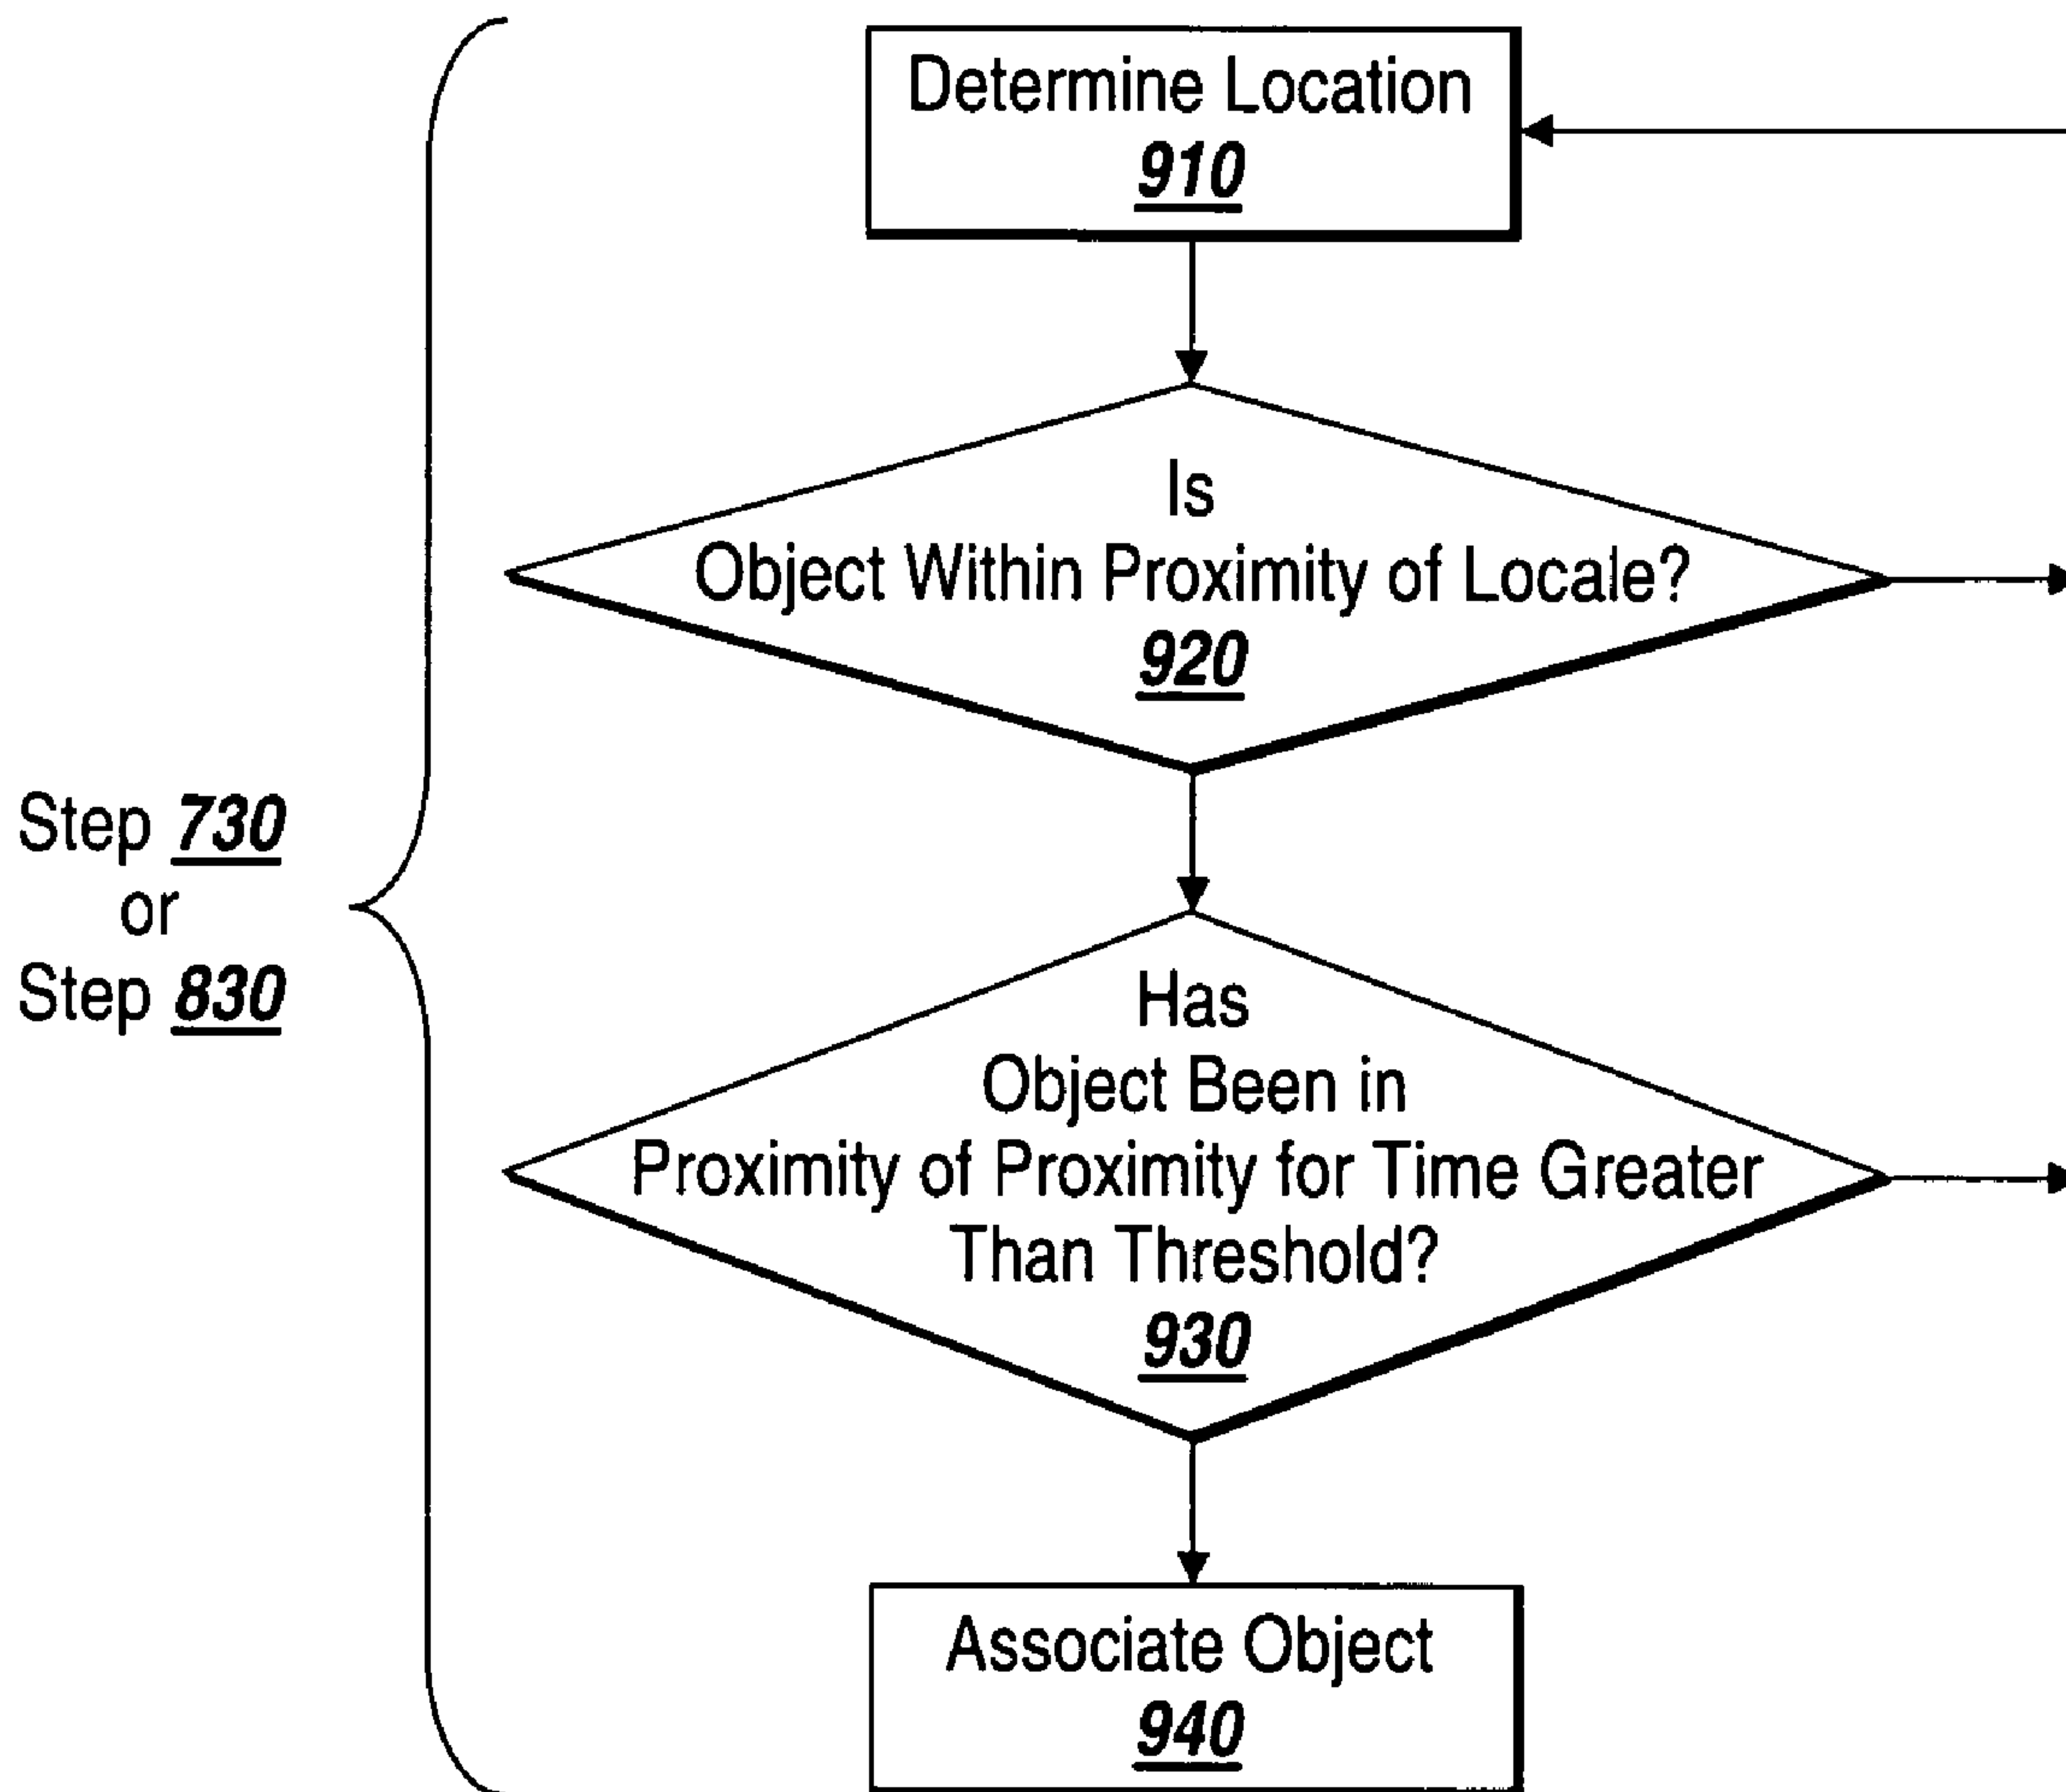 Determine Location
910
Is
Object Within Proximity of Locale?
920
Step 730
or
Step 830
Has
Object Been in
Proximity of Proximity for Time Greater
Than Threshold?
930
Associate Object
940